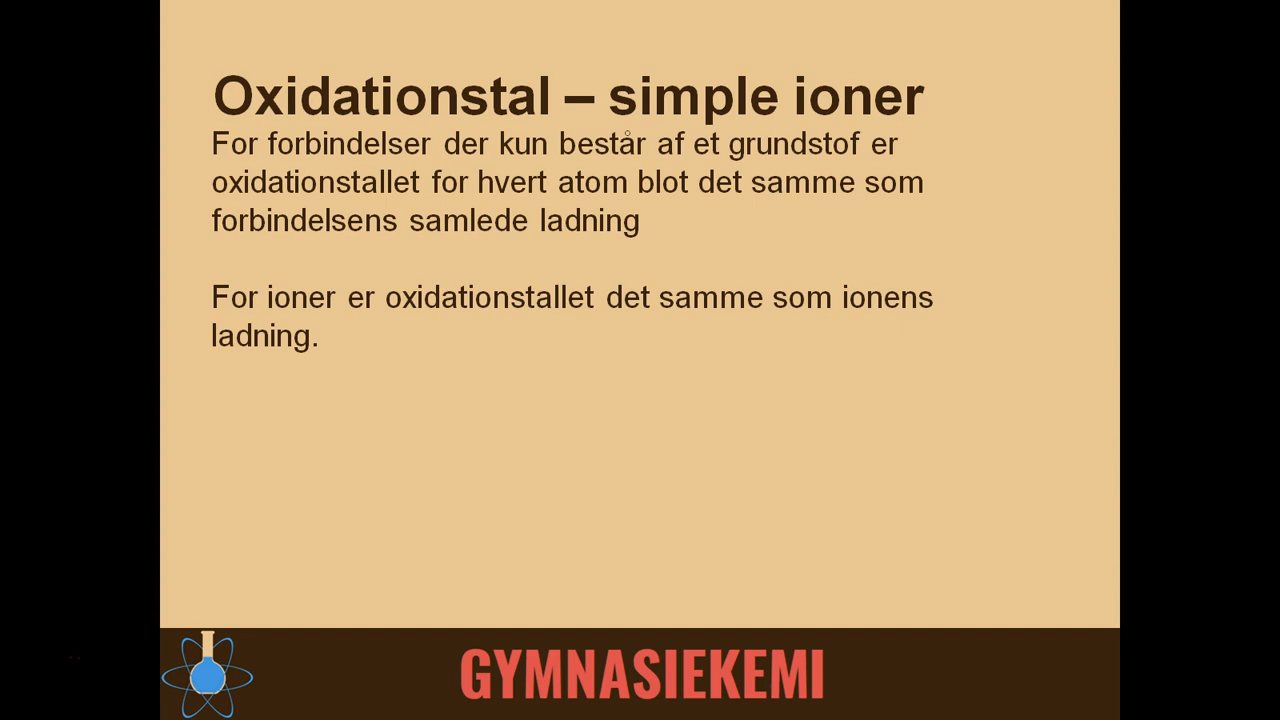 Oxidationstal – simple ioner
For forbindelser der kun består af et grundstof er
oxidationstallet for hvert atom blot det samme som
forbindelsens samlede ladning
For ioner er oxidationstallet det samme som ionens
ladning.
GYMNASIEKEMI